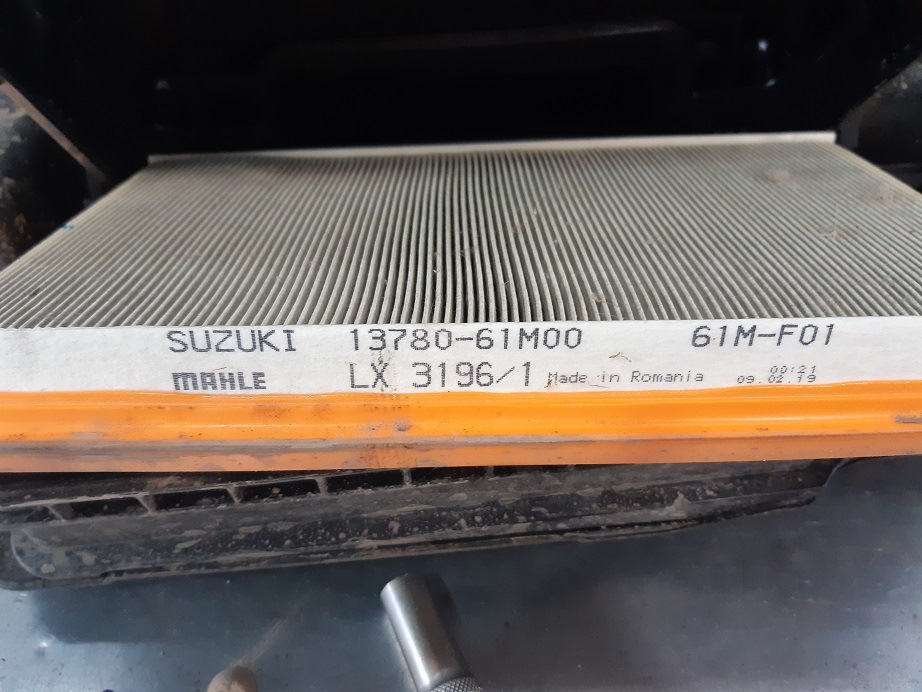 SUZUKI 13780-61M00 61M-F01
MAHLE LX 3196/1 Made in Romania 00:21
09.02.19